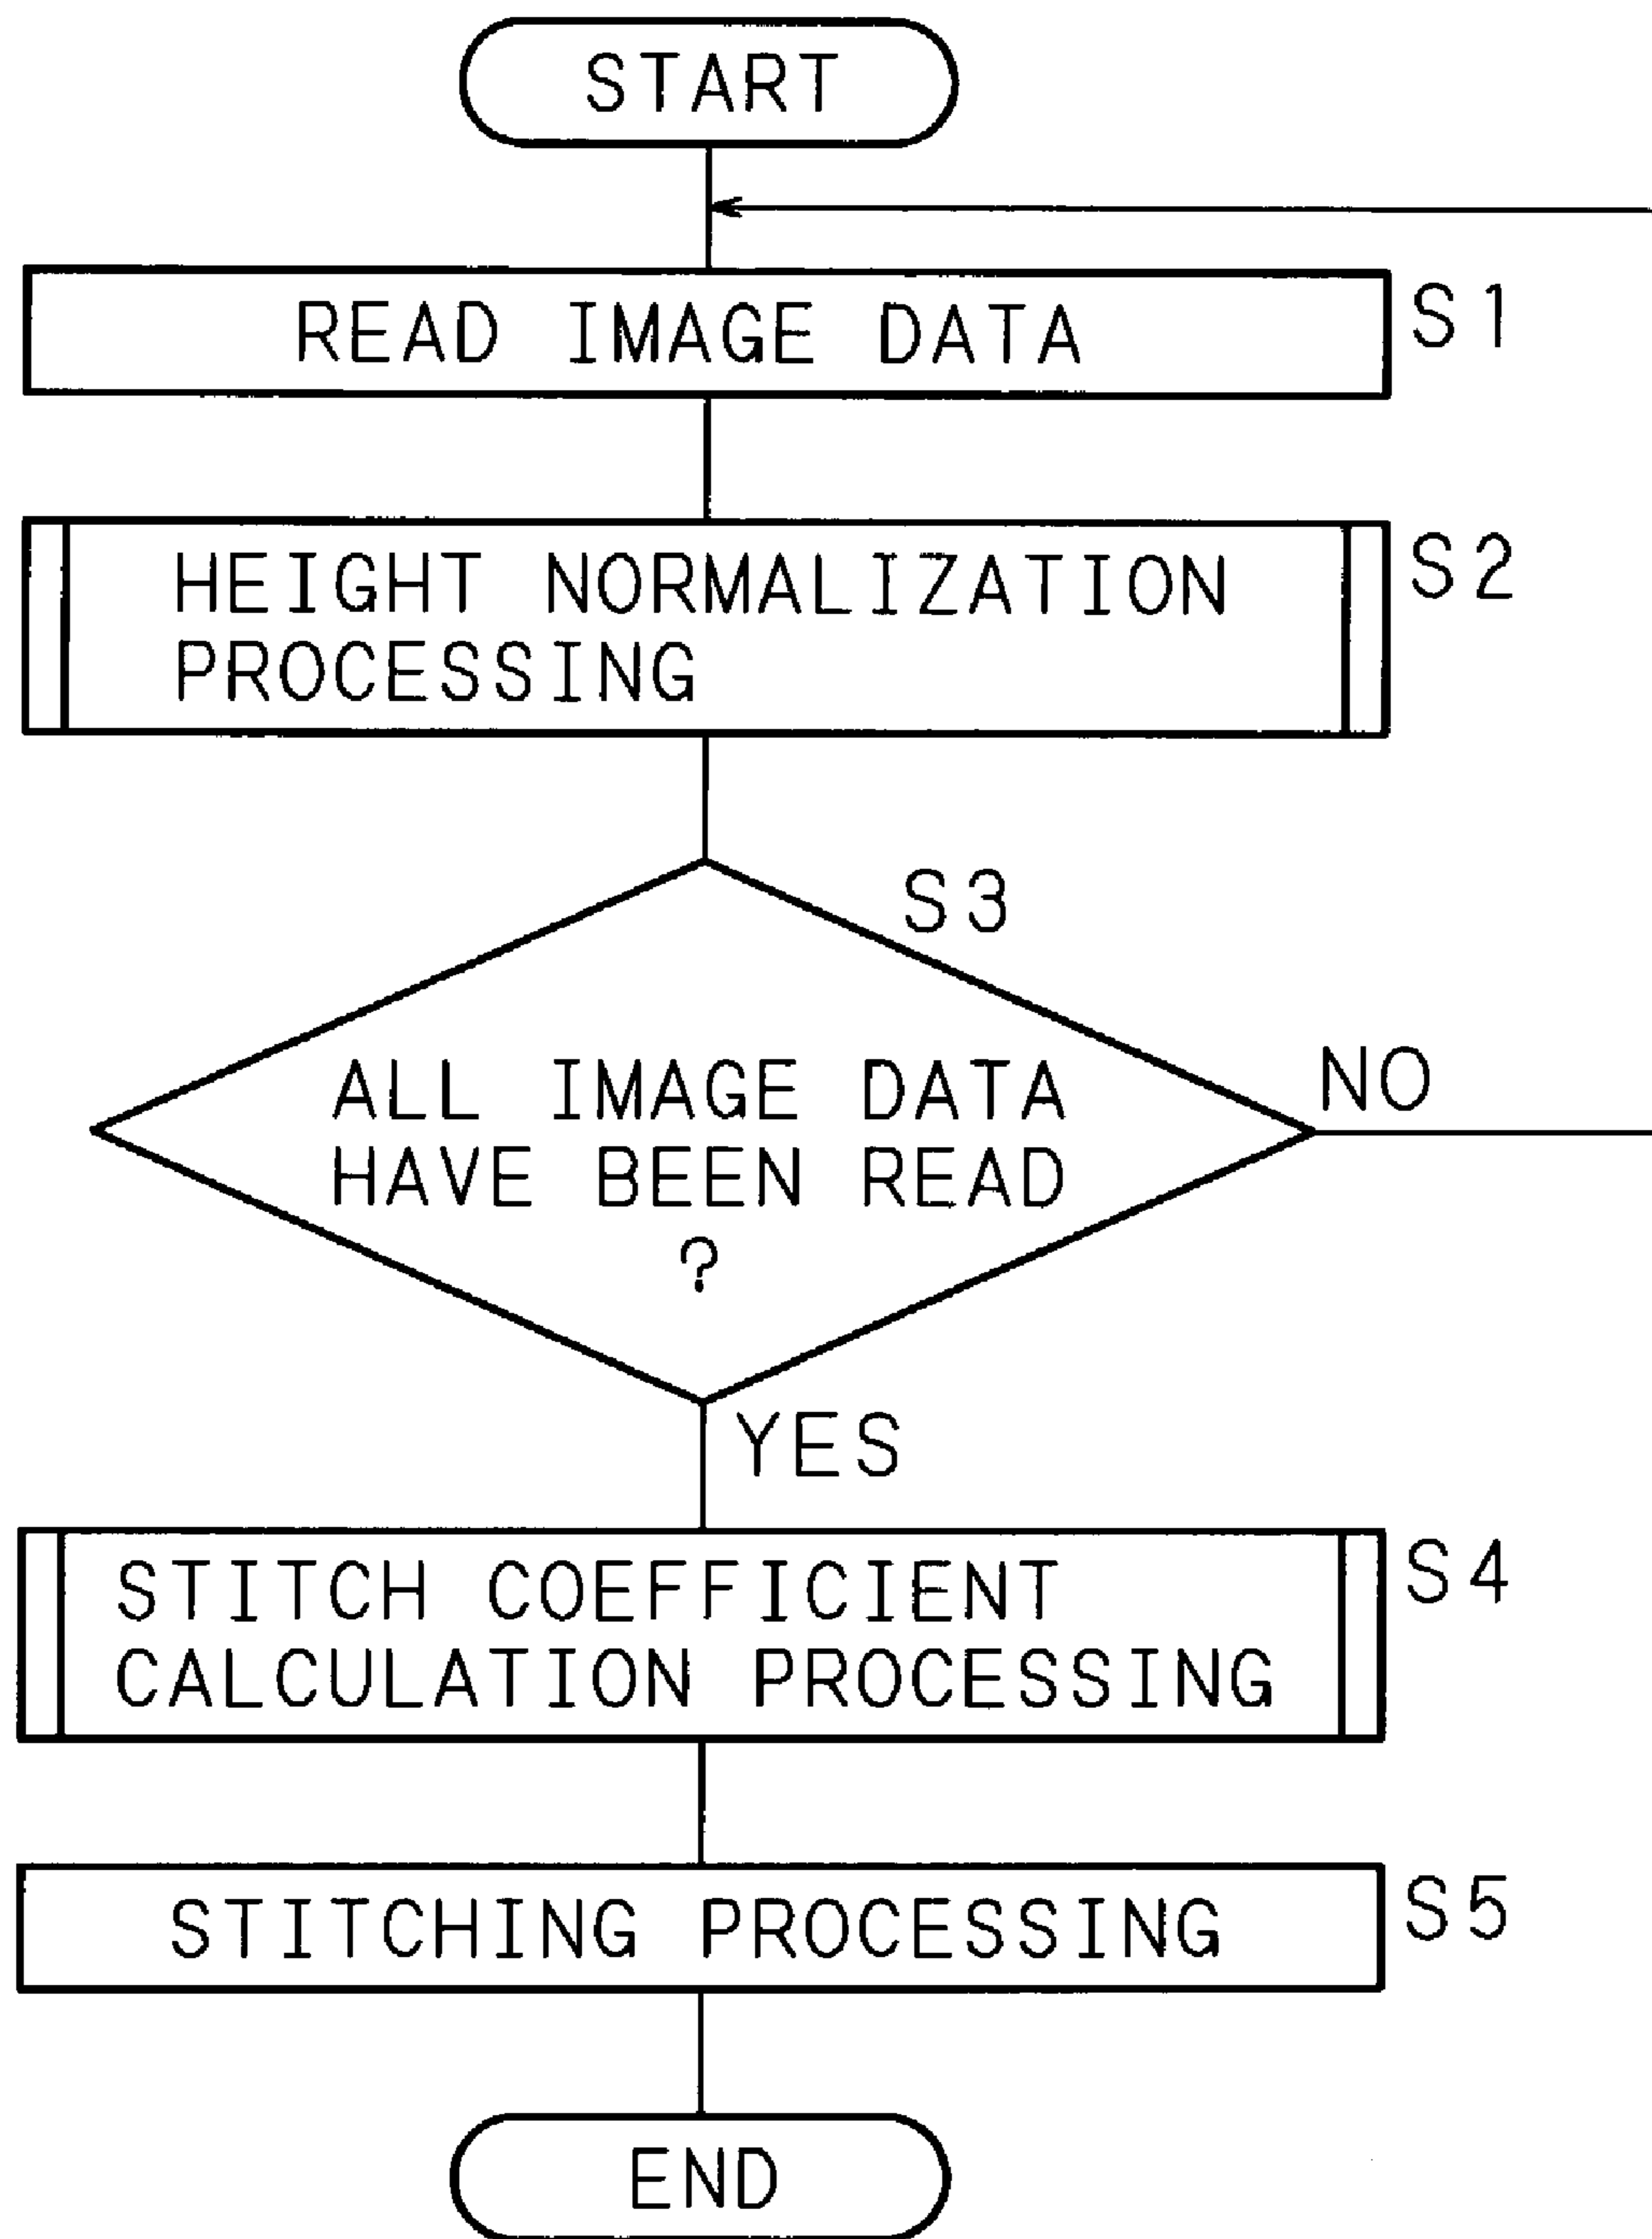 START
READ IMAGE DATA
S1
HEIGHT NORMALIZATION
PROCESSING
S2
S3
ALL IMAGE DATA
HAVE BEEN READ
?
NO
YES
STITCH COEFFICIENT
CALCULATION PROCESSING
S4
STITCHING PROCESSING
S5
END